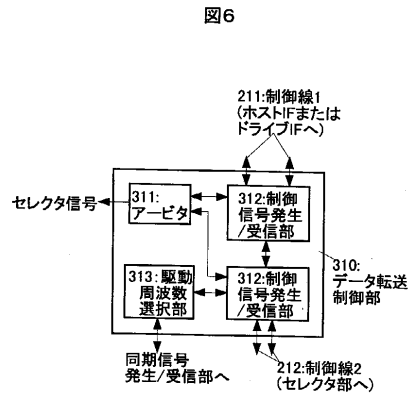 図6
211:制御線1
(ホストIFまたは
ドライブIFへ)
セレクタ信号
311:
アービタ
312:制御
信号発生
/受信部
313:駆動
周波数
選択部
312:制御
信号発生
/受信部
310:
データ転送
制御部
同期信号
発生/受信部へ
212:制御線2
(セレクタ部へ)